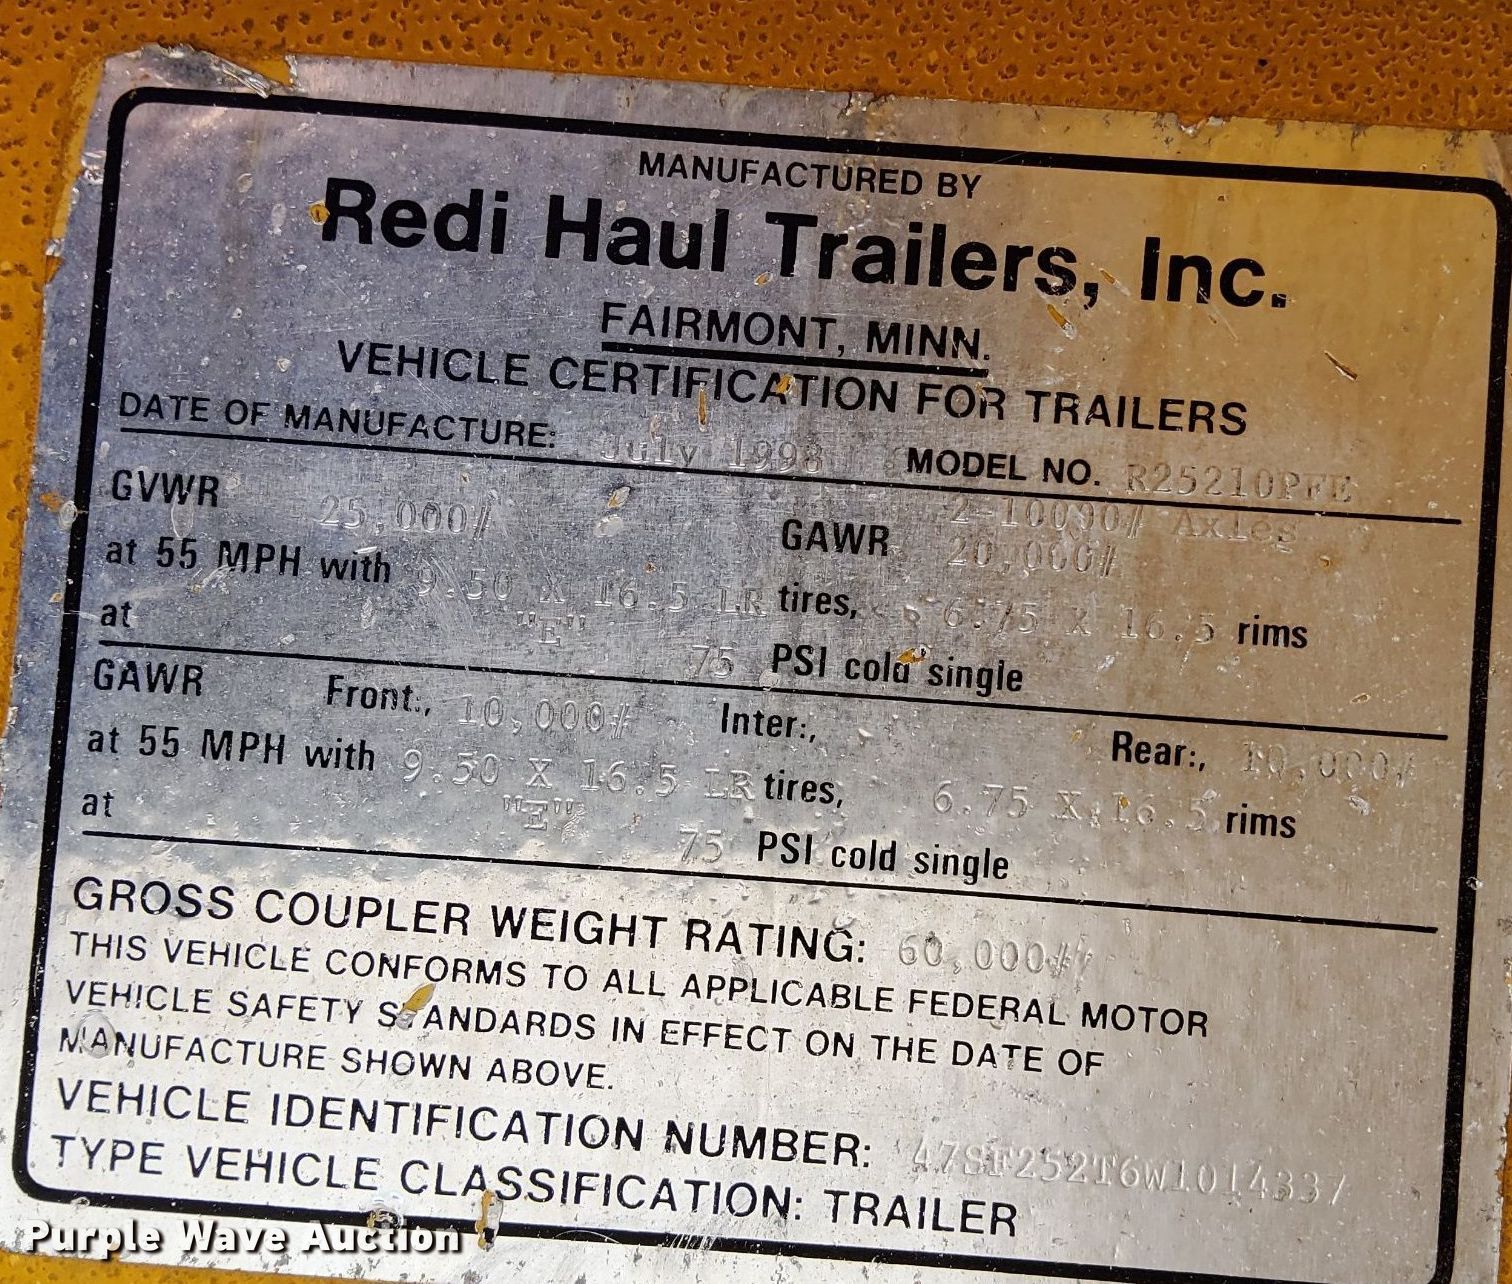 MANUFACTURED BY
Redi Haul Trailers, Inc.
FAIRMONT, MINN.
VEHICLE CERTIFICATION FOR TRAILERS
DATE OF MANUFACTURE: July 1998 MODEL NO. R25210PFE
GVWR 25,000# GAWR 2-10000# Axles
20,000#
at 55 MPH with 9.50 X 16.5 LR tires, 6.75 X 16.5 rims
at "E" 75 PSI cold single
GAWR Front:, 10,000# Inter:, Rear:, 10,000#
at 55 MPH with 9.50 X 16.5 LR tires, 6.75 X 16.5 rims
at "E" 75 PSI cold single
GROSS COUPLER WEIGHT RATING: 60,000#
THIS VEHICLE CONFORMS TO ALL APPLICABLE FEDERAL MOTOR
VEHICLE SAFETY STANDARDS IN EFFECT ON THE DATE OF
MANUFACTURE SHOWN ABOVE.
VEHICLE IDENTIFICATION NUMBER:
TYPE VEHICLE CLASSIFICATION: TRAILER
Purple Wave Auction